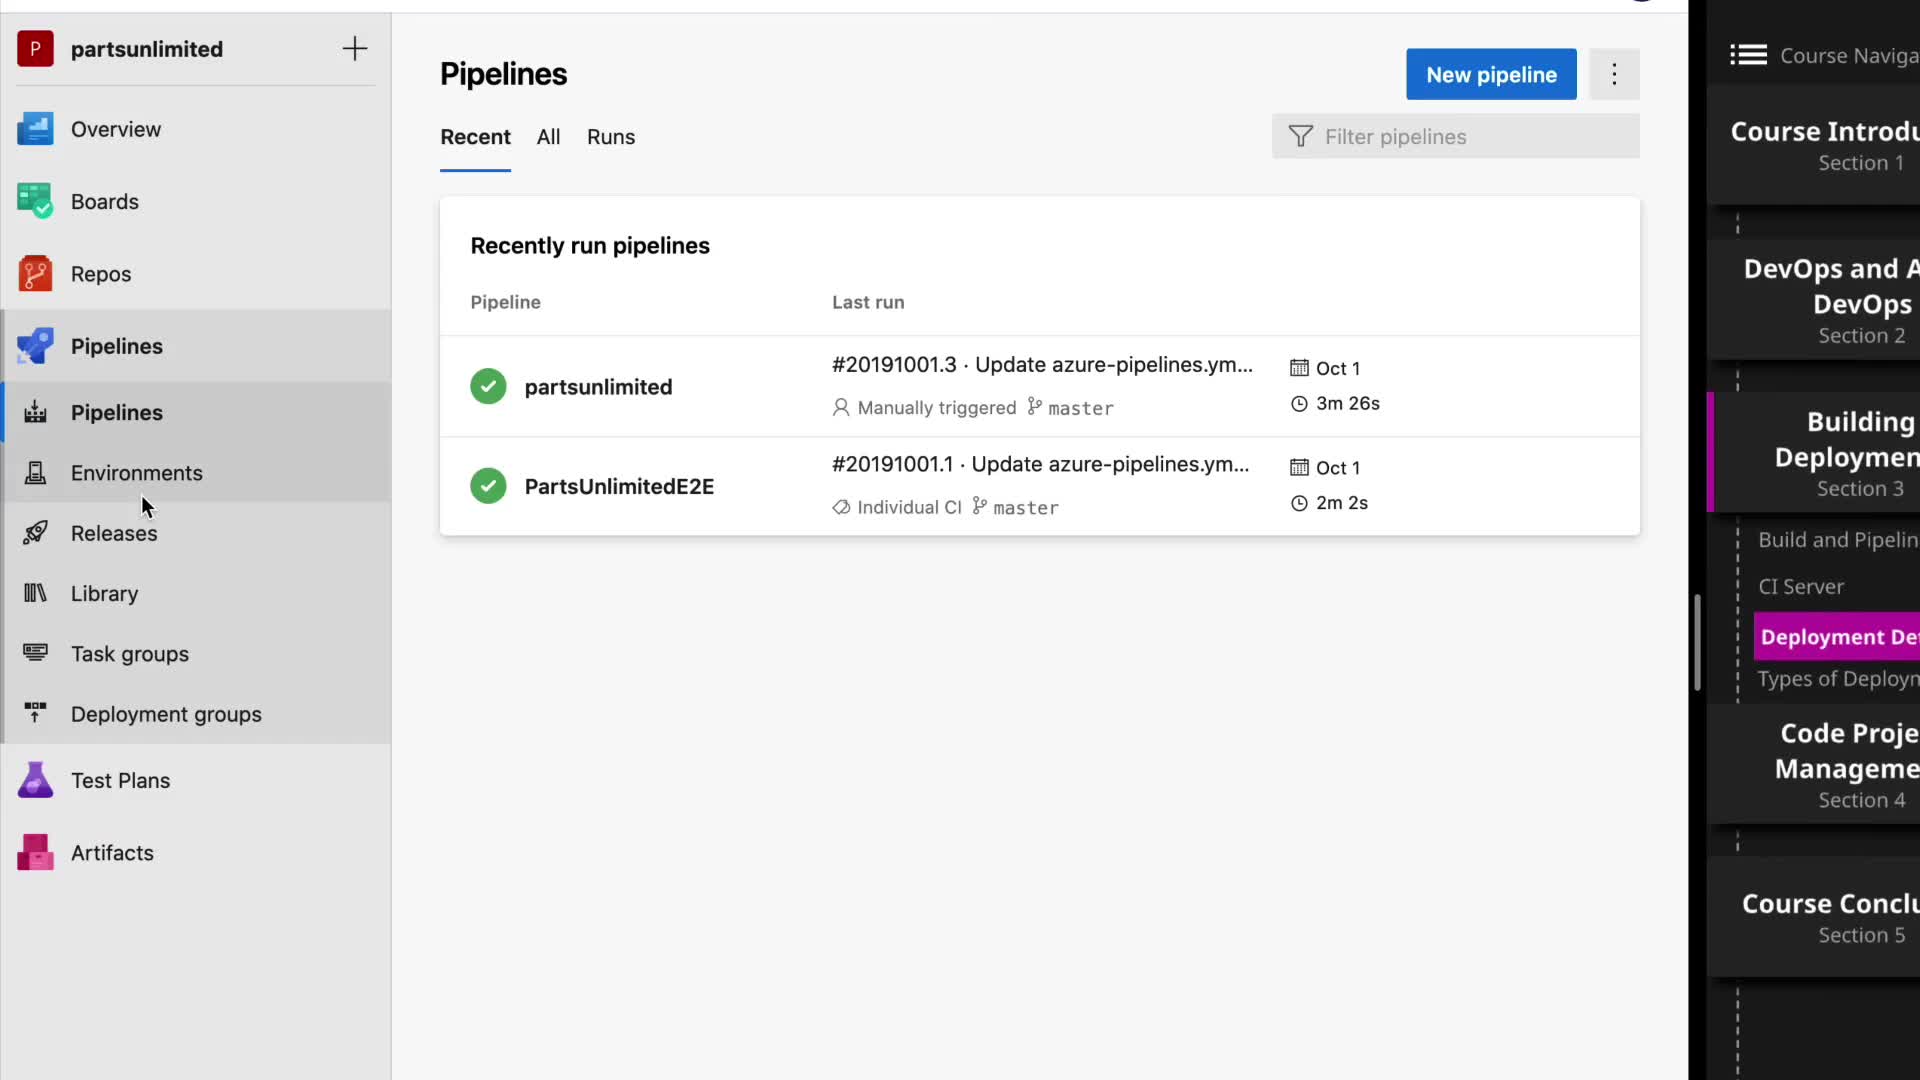 P partsunlimited
Overview
Boards
Repos
Pipelines
Pipelines
Environments
Releases
Library
Task groups
Deployment groups
Test Plans
Artifacts
Pipelines
New pipeline
Recent All Runs
Filter pipelines
Recently run pipelines
Pipeline Last run
partsunlimited
#20191001.3 · Update azure-pipelines.ym...
Manually triggered master
Oct 1
3m 26s
PartsUnlimitedE2E
#20191001.1 · Update azure-pipelines.ym...
Individual CI master
Oct 1
2m 2s
Course Naviga
Course Introdu
Section 1
DevOps and A
DevOps
Section 2
Building
Deploymen
Section 3
Build and Pipelin
CI Server
Deployment De
Types of Deployn
Code Proje
Manageme
Section 4
Course Conclu
Section 5